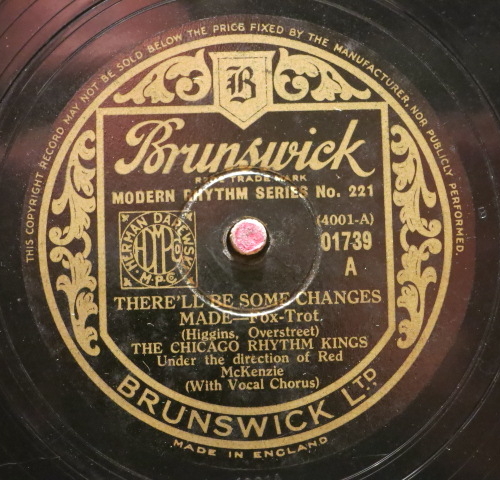 THIS COPYRIGHT RECORD MAY NOT BE SOLD BELOW THE PRICE FIXED BY THE MANUFACTURER, NOR PUBLICLY PERFORMED.
B
Brunswick
REGD TRADE MARK
MODERN RHYTHM SERIES No. 221
(4001-A)
01739
A
HERMAN DAREWSKI
DMPCo
M.P.C.
THERE'LL BE SOME CHANGES
MADE—Fox-Trot.
(Higgins, Overstreet)
THE CHICAGO RHYTHM KINGS
Under the direction of Red
McKenzie
(With Vocal Chorus)
BRUNSWICK LTD
MADE IN ENGLAND